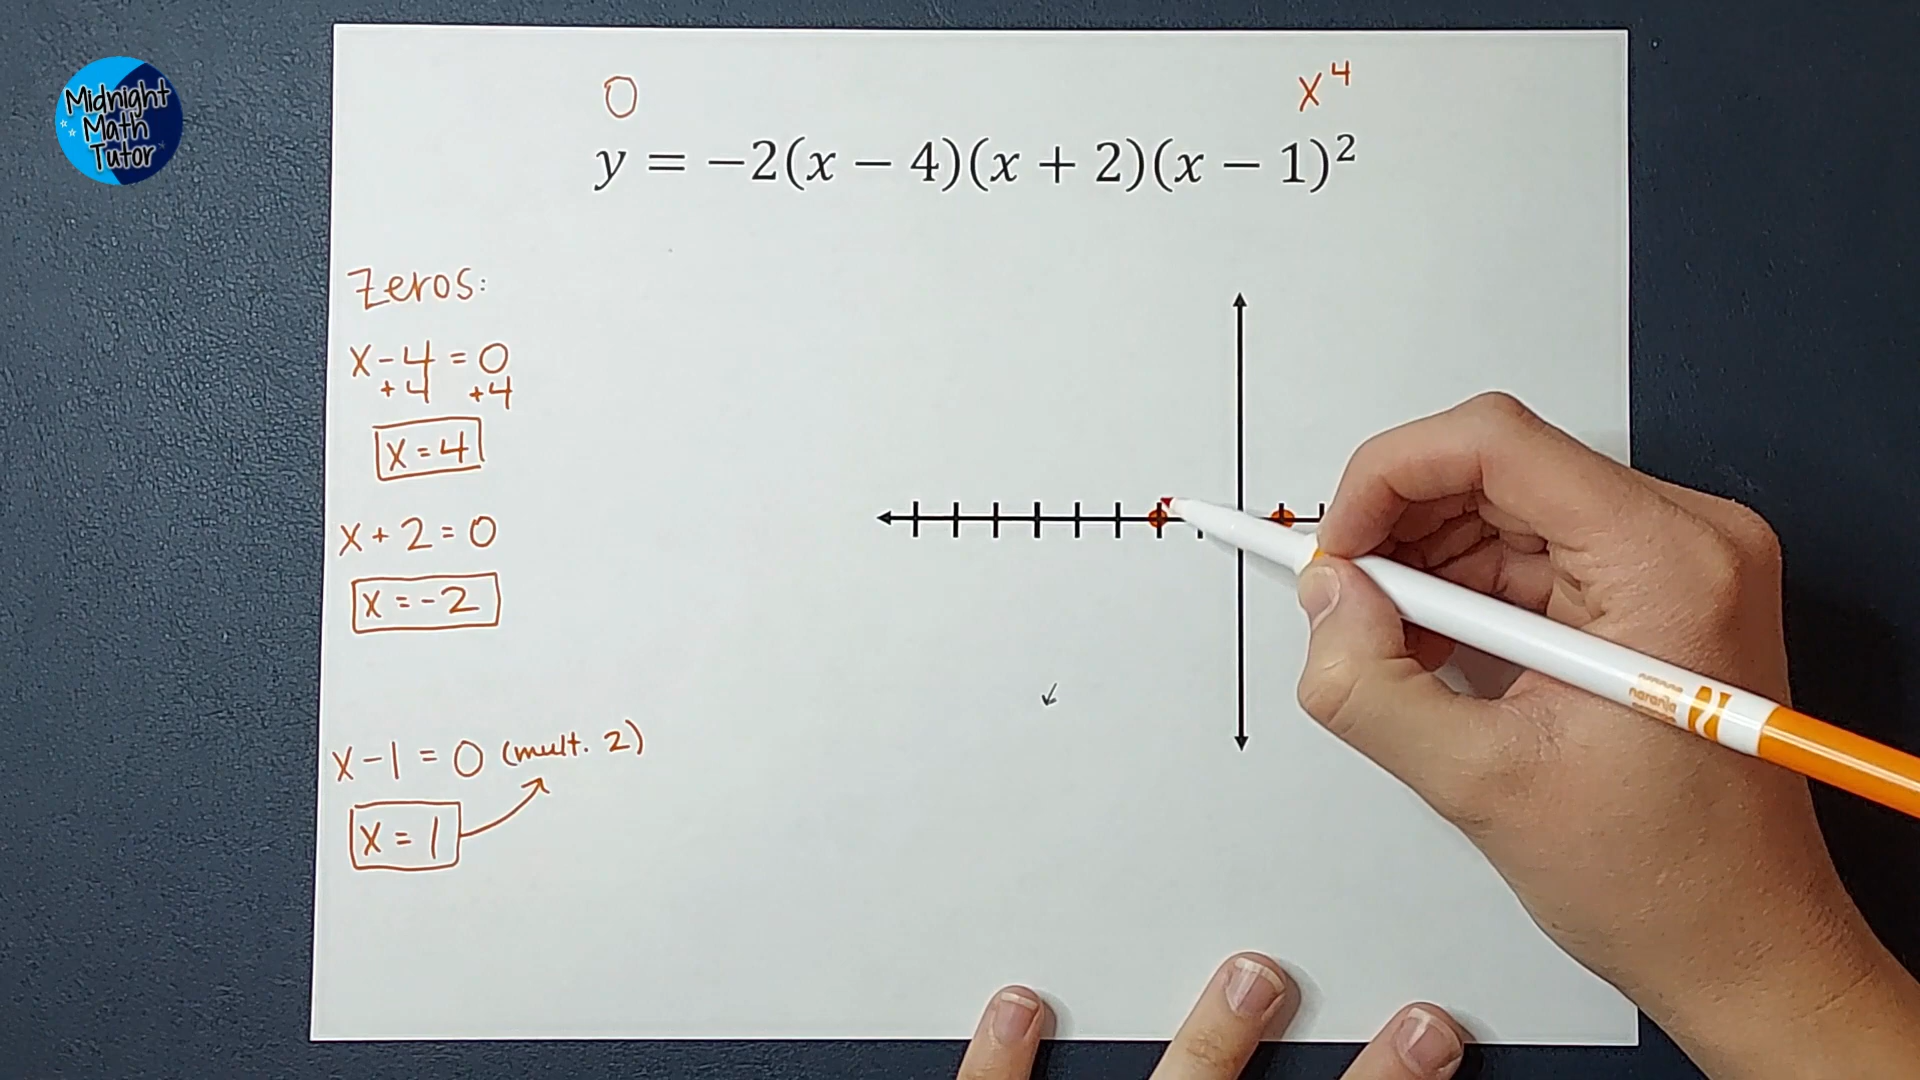 Midnight
Math
Tutor
0
x⁴
y = −2(x − 4)(x + 2)(x − 1)²
Zeros:
x - 4 = 0
+4 +4
x = 4
x + 2 = 0
x = -2
x - 1 = 0 (mult. 2)
x = 1
naranja